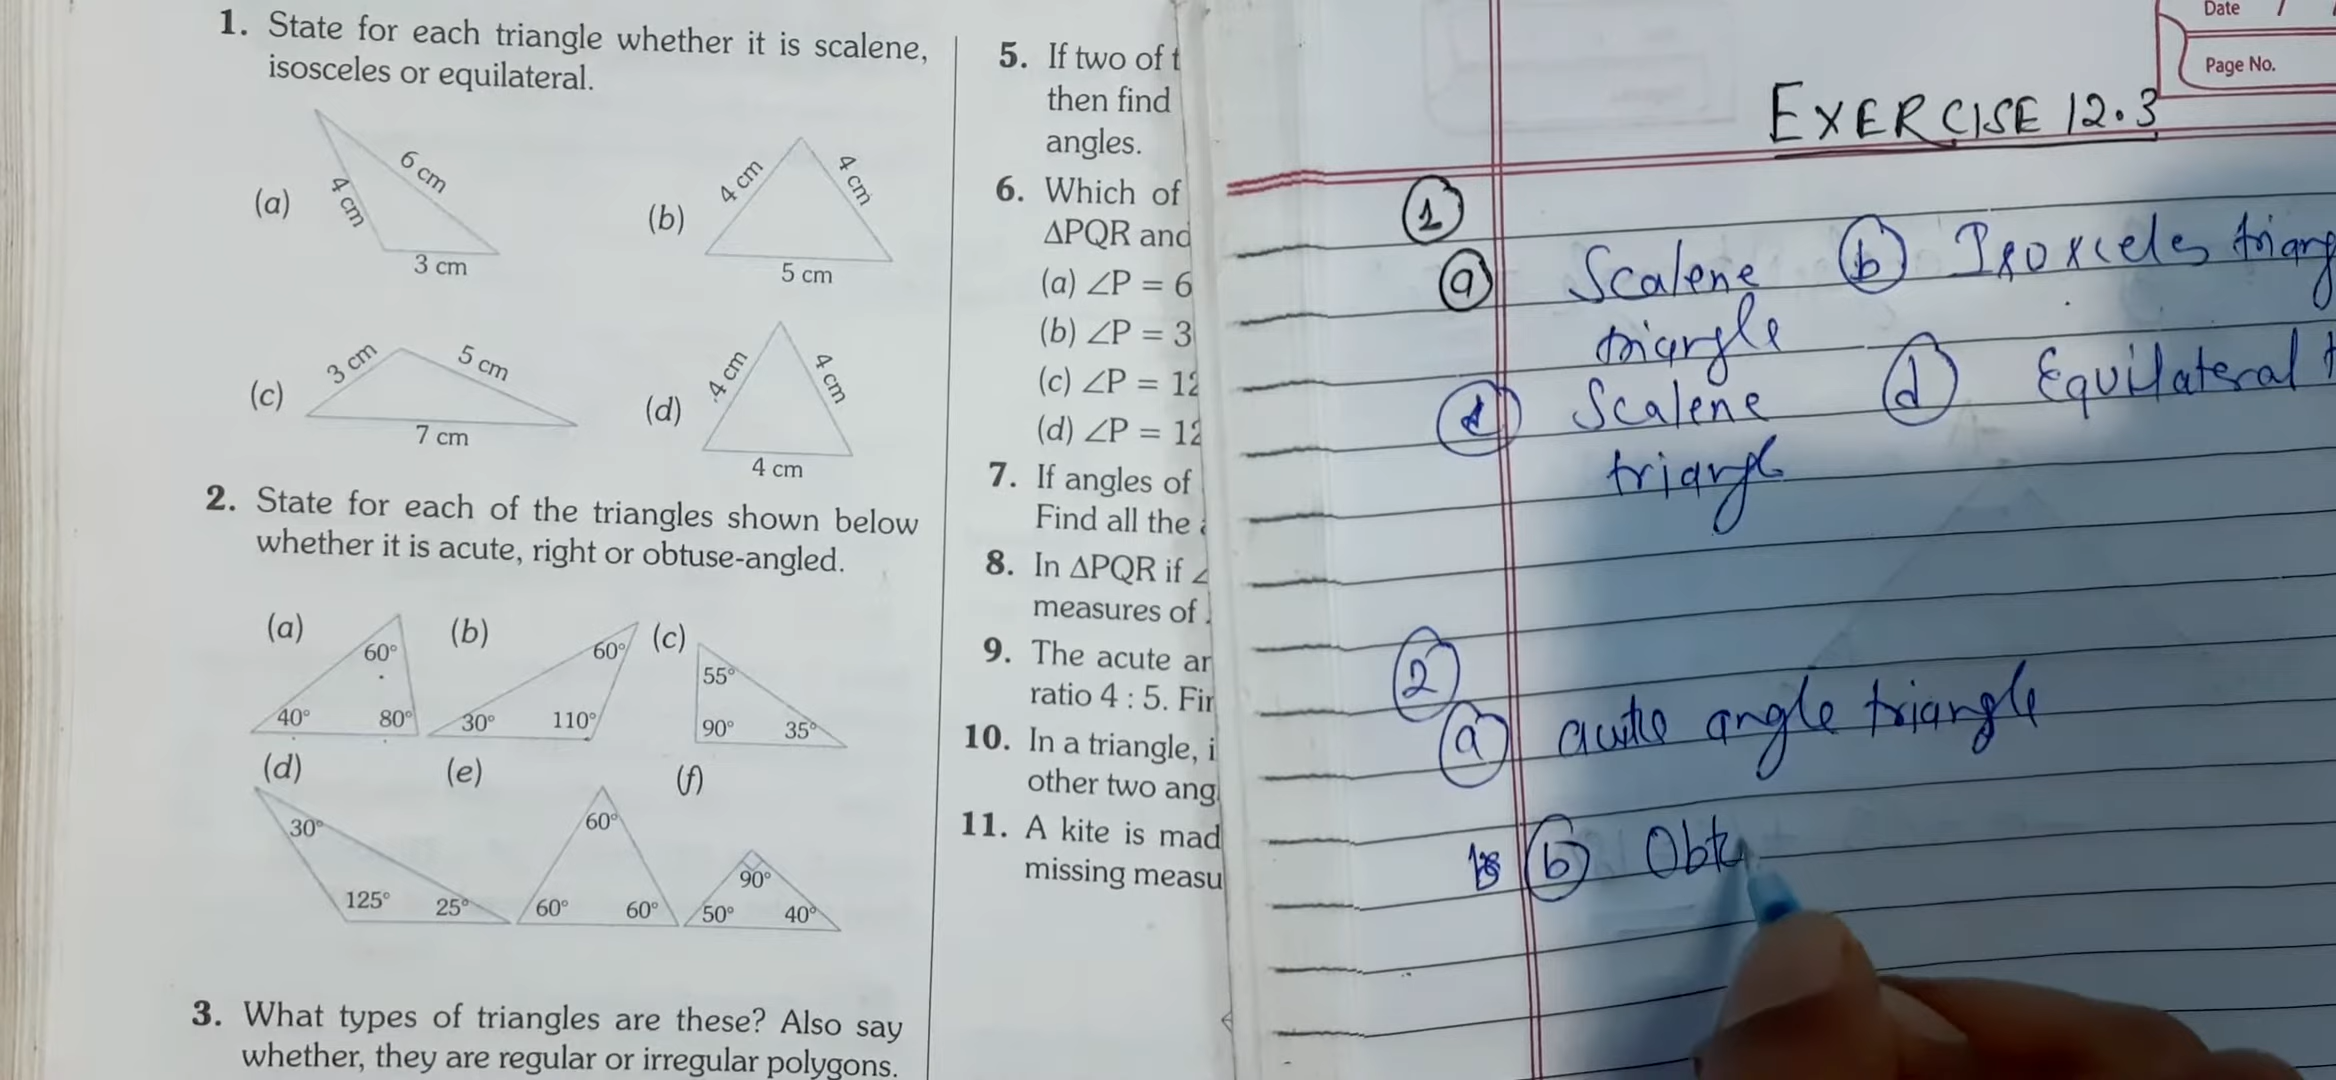 1. State for each triangle whether it is scalene,
isosceles or equilateral.
(a)
6 cm
4 cm
3 cm
(b)
4 cm
4 cm
5 cm
(c)
3 cm
5 cm
7 cm
(d)
4 cm
4 cm
4 cm
2. State for each of the triangles shown below
whether it is acute, right or obtuse-angled.
(a)
60°
40° 80°
(b)
60°
30° 110°
(c)
55°
90° 35°
(d)
30°
125° 25°
(e)
60°
60° 60°
(f)
90°
50° 40°
3. What types of triangles are these? Also say
whether, they are regular or irregular polygons.
5. If two of t
then find
angles.
6. Which of
ΔPQR and
(a) ∠P = 6
(b) ∠P = 3
(c) ∠P = 12
(d) ∠P = 12
7. If angles of
Find all the
8. In ΔPQR if ∠
measures of
9. The acute ar
ratio 4 : 5. Fir
10. In a triangle, i
other two ang
11. A kite is mad
missing measu
Date /
Page No.
EXERCISE 12.3
1
a Scalene b Isosceles triang
triangle
Scalene d Equilateral t
triangl
2
a acute angle triangle
b Obtu